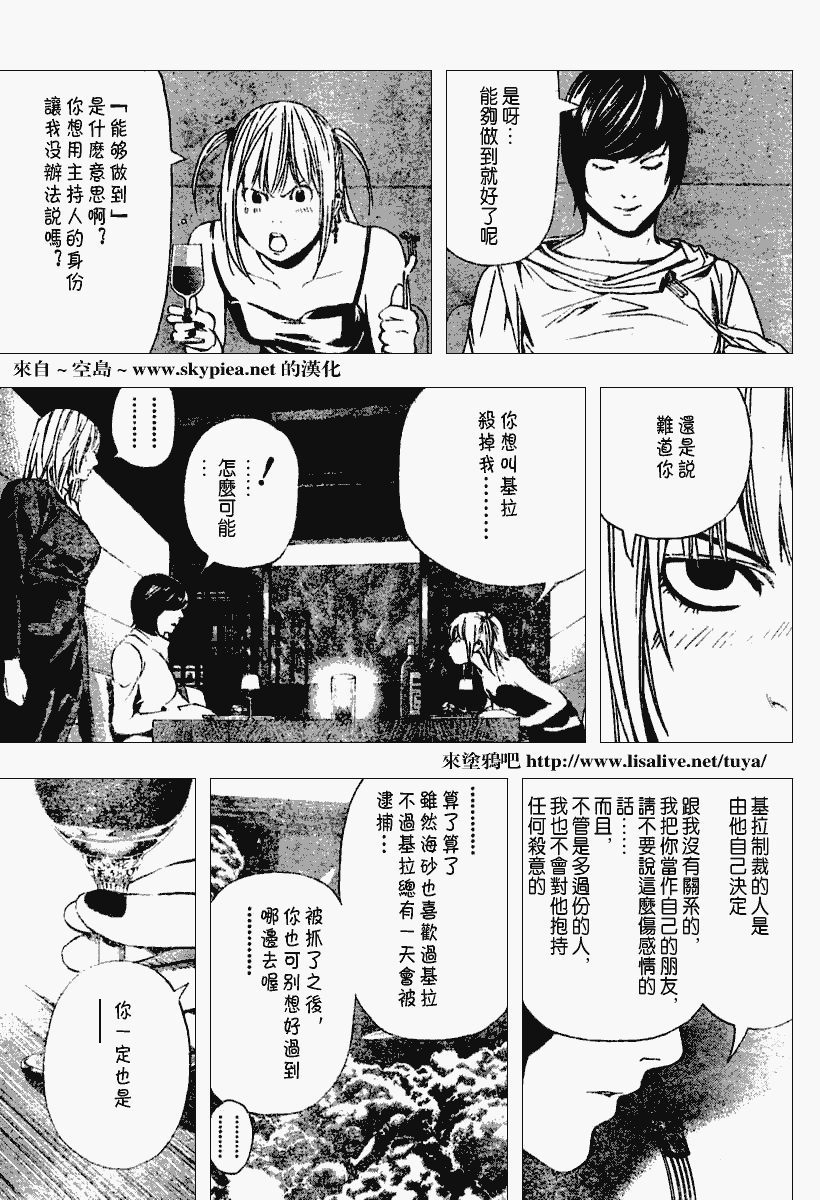 是呀…
能夠做到就好了呢
『能够做到』
是什麽意思啊？
你想用主持人的身份
讓我没辦法説嗎？
來自～空島～www.skypiea.net 的漢化
還是説
難道你
你想叫基拉
殺掉我………
！
……
怎麼可能
…
………
來塗鴉吧 http://www.lisalive.net/tuya/
基拉制裁的人是
由他自己決定
跟我沒有關系的，
我把你當作自己的朋友，
請不要說這麼傷感情的
話……
而且，
不管是多過份的人，
我也不會對他抱持
任何殺意的
…………
算了算了
雖然海砂也喜歡過基拉
不過基拉總有一天會被
逮捕…
被抓了之後，
你也可别想好過到
哪邊去喔
…………
………
你一定也是
——